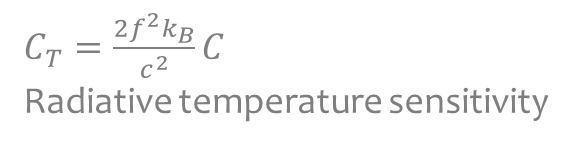 C_T = \frac{2f^2 k_B}{c^2} C
Radiative temperature sensitivity